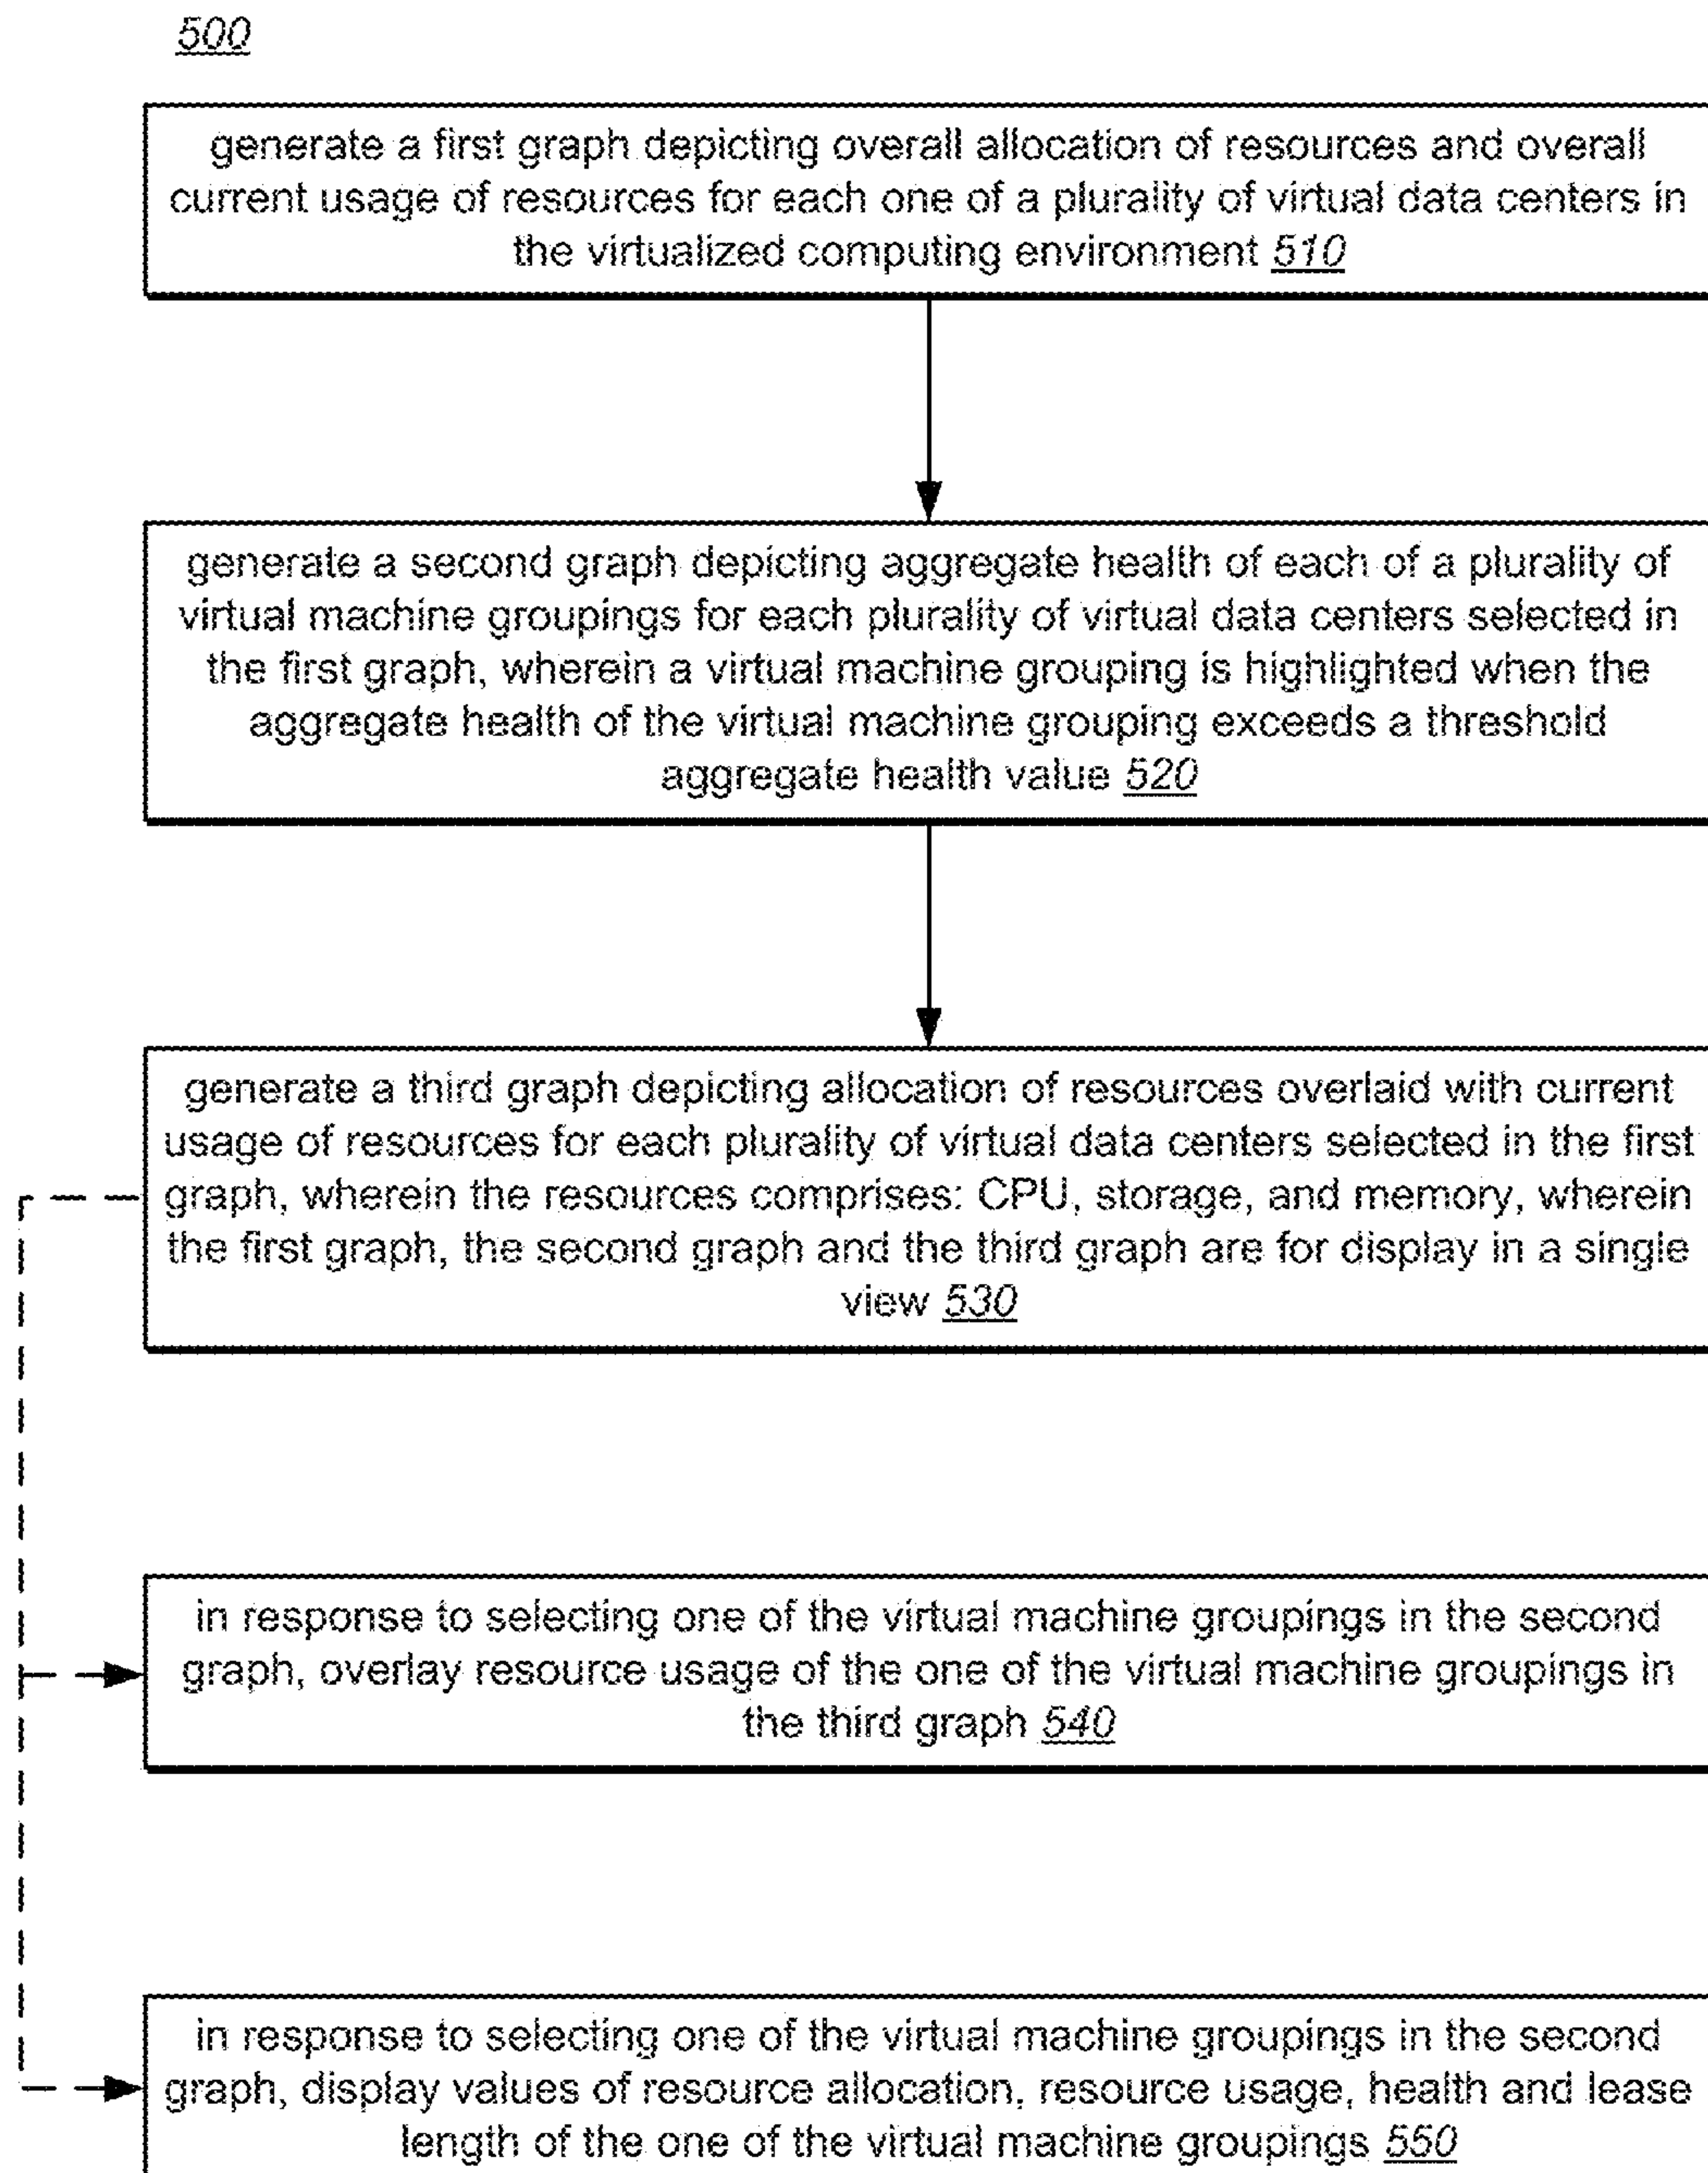 500
generate a first graph depicting overall allocation of resources and overall
current usage of resources for each one of a plurality of virtual data centers in
the virtualized computing environment 510
generate a second graph depicting aggregate health of each of a plurality of
virtual machine groupings for each plurality of virtual data centers selected in
the first graph, wherein a virtual machine grouping is highlighted when the
aggregate health of the virtual machine grouping exceeds a threshold
aggregate health value 520
generate a third graph depicting allocation of resources overlaid with current
usage of resources for each plurality of virtual data centers selected in the first
graph, wherein the resources comprises: CPU, storage, and memory, wherein
the first graph, the second graph and the third graph are for display in a single
view 530
in response to selecting one of the virtual machine groupings in the second
graph, overlay resource usage of the one of the virtual machine groupings in
the third graph 540
in response to selecting one of the virtual machine groupings in the second
graph, display values of resource allocation, resource usage, health and lease
length of the one of the virtual machine groupings 550